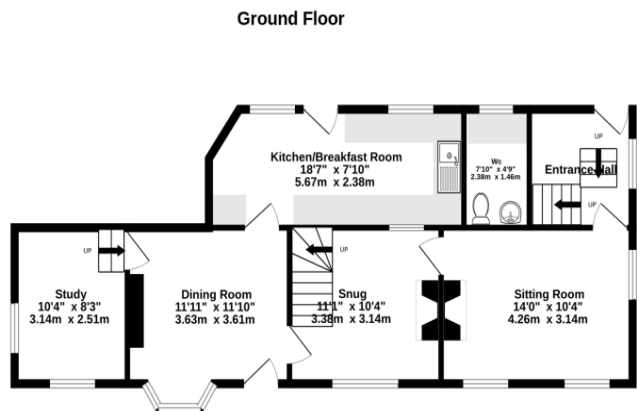 Ground Floor
Kitchen/Breakfast Room
18'7" x 7'10"
5.67m x 2.38m
Wc
7'10" x 4'9"
2.38m x 1.46m
UP
Entrance Hall
UP
UP
Study
10'4" x 8'3"
3.14m x 2.51m
Dining Room
11'11" x 11'10"
3.63m x 3.61m
UP
Snug
11'1" x 10'4"
3.38m x 3.14m
Sitting Room
14'0" x 10'4"
4.26m x 3.14m